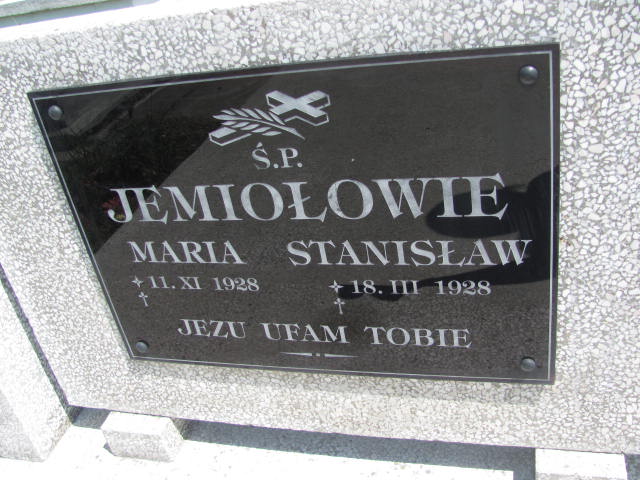 Ś.P.
JEMIOŁOWIE
MARIA STANISŁAW
11. XI 1928 18. III 1928
JEZU UFAM TOBIE